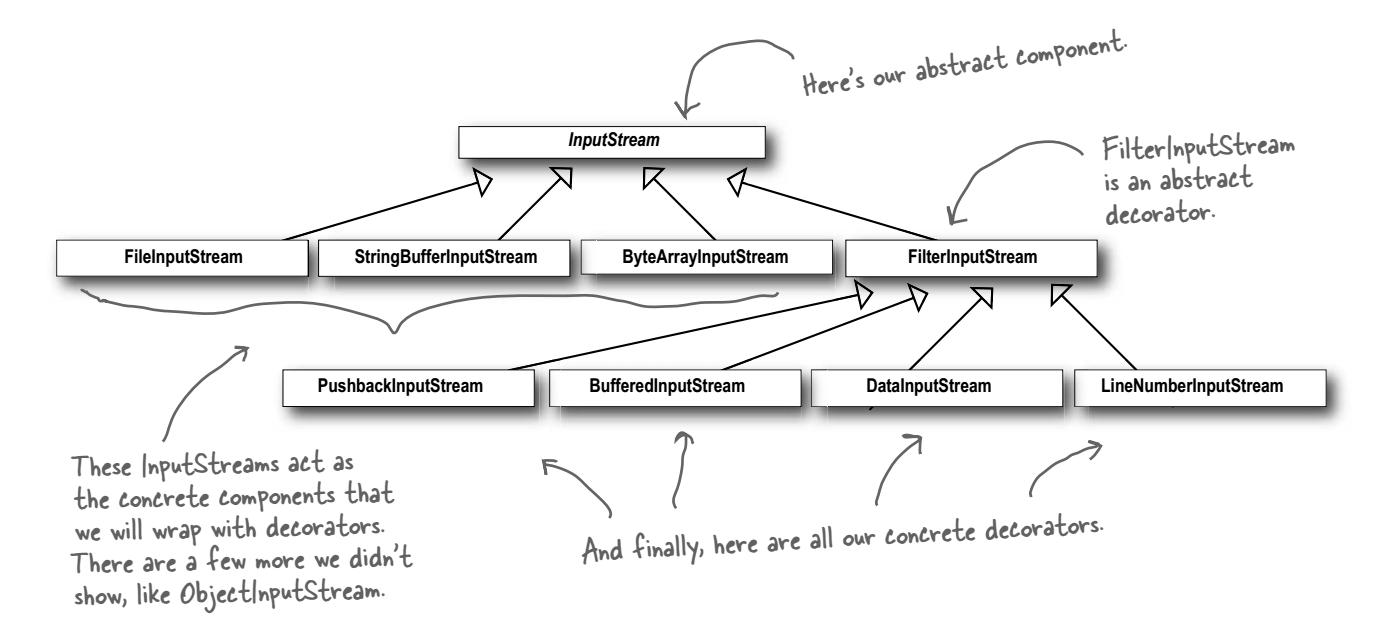 Here's our abstract component.
InputStream
FilterInputStream
is an abstract
decorator.
FileInputStream
StringBufferInputStream
ByteArrayInputStream
FilterInputStream
PushbackInputStream
BufferedInputStream
DataInputStream
LineNumberInputStream
These InputStreams act as
the concrete components that
we will wrap with decorators.
There are a few more we didn't
show, like ObjectInputStream.
And finally, here are all our concrete decorators.